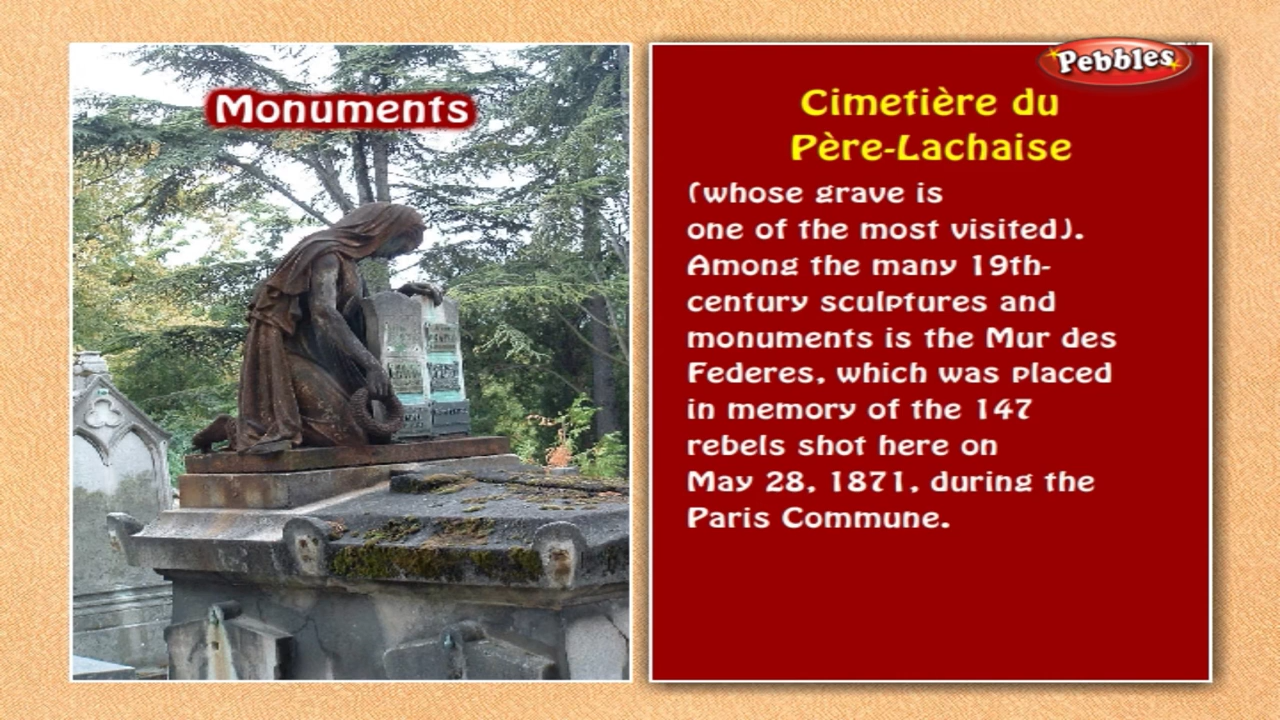 Monuments
Pebbles
Cimetière du
Père-Lachaise
(whose grave is
one of the most visited).
Among the many 19th-
century sculptures and
monuments is the Mur des
Federes, which was placed
in memory of the 147
rebels shot here on
May 28, 1871, during the
Paris Commune.